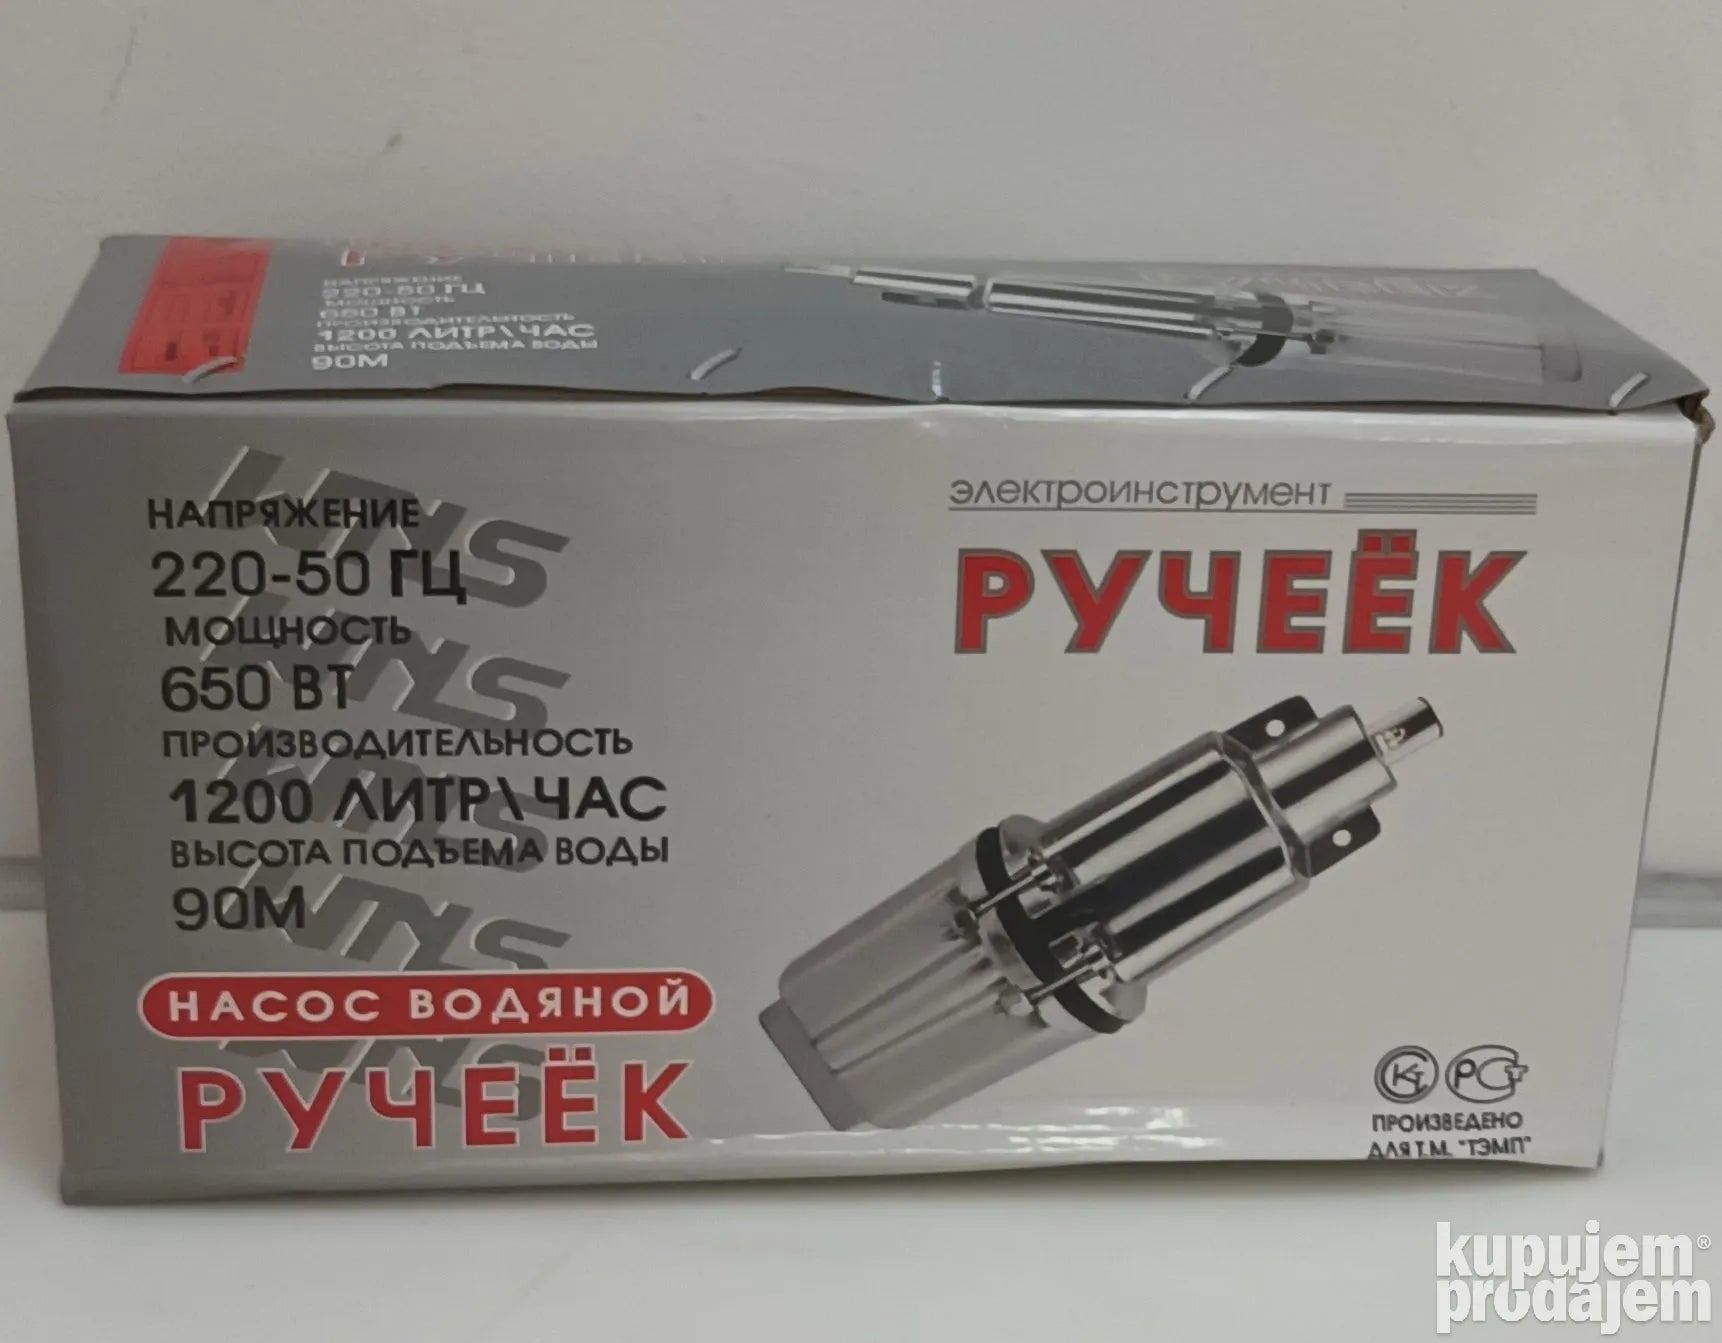 РУЧЕЕК
НАПРЯЖЕНИЕ
220-50 ГЦ
МОЩНОСТЬ
650 ВТ
ПРОИЗВОДИТЕЛЬНОСТЬ
1200 ЛИТР\ЧАС
ВЫСОТА ПОДЪЕМА ВОДЫ
90М
НАПРЯЖЕНИЕ
220-50 ГЦ
МОЩНОСТЬ
650 ВТ
ПРОИЗВОДИТЕЛЬНОСТЬ
1200 ЛИТР\ЧАС
ВЫСОТА ПОДЪЕМА ВОДЫ
90М
НАСОС ВОДЯНОЙ
РУЧЕЁК
ЭЛЕКТРОИНСТРУМЕНТ
РУЧЕЁК
ПРОИЗВЕДЕНО
ДЛЯ Т.М. "ТЭМП"
kupujem®
prodajem